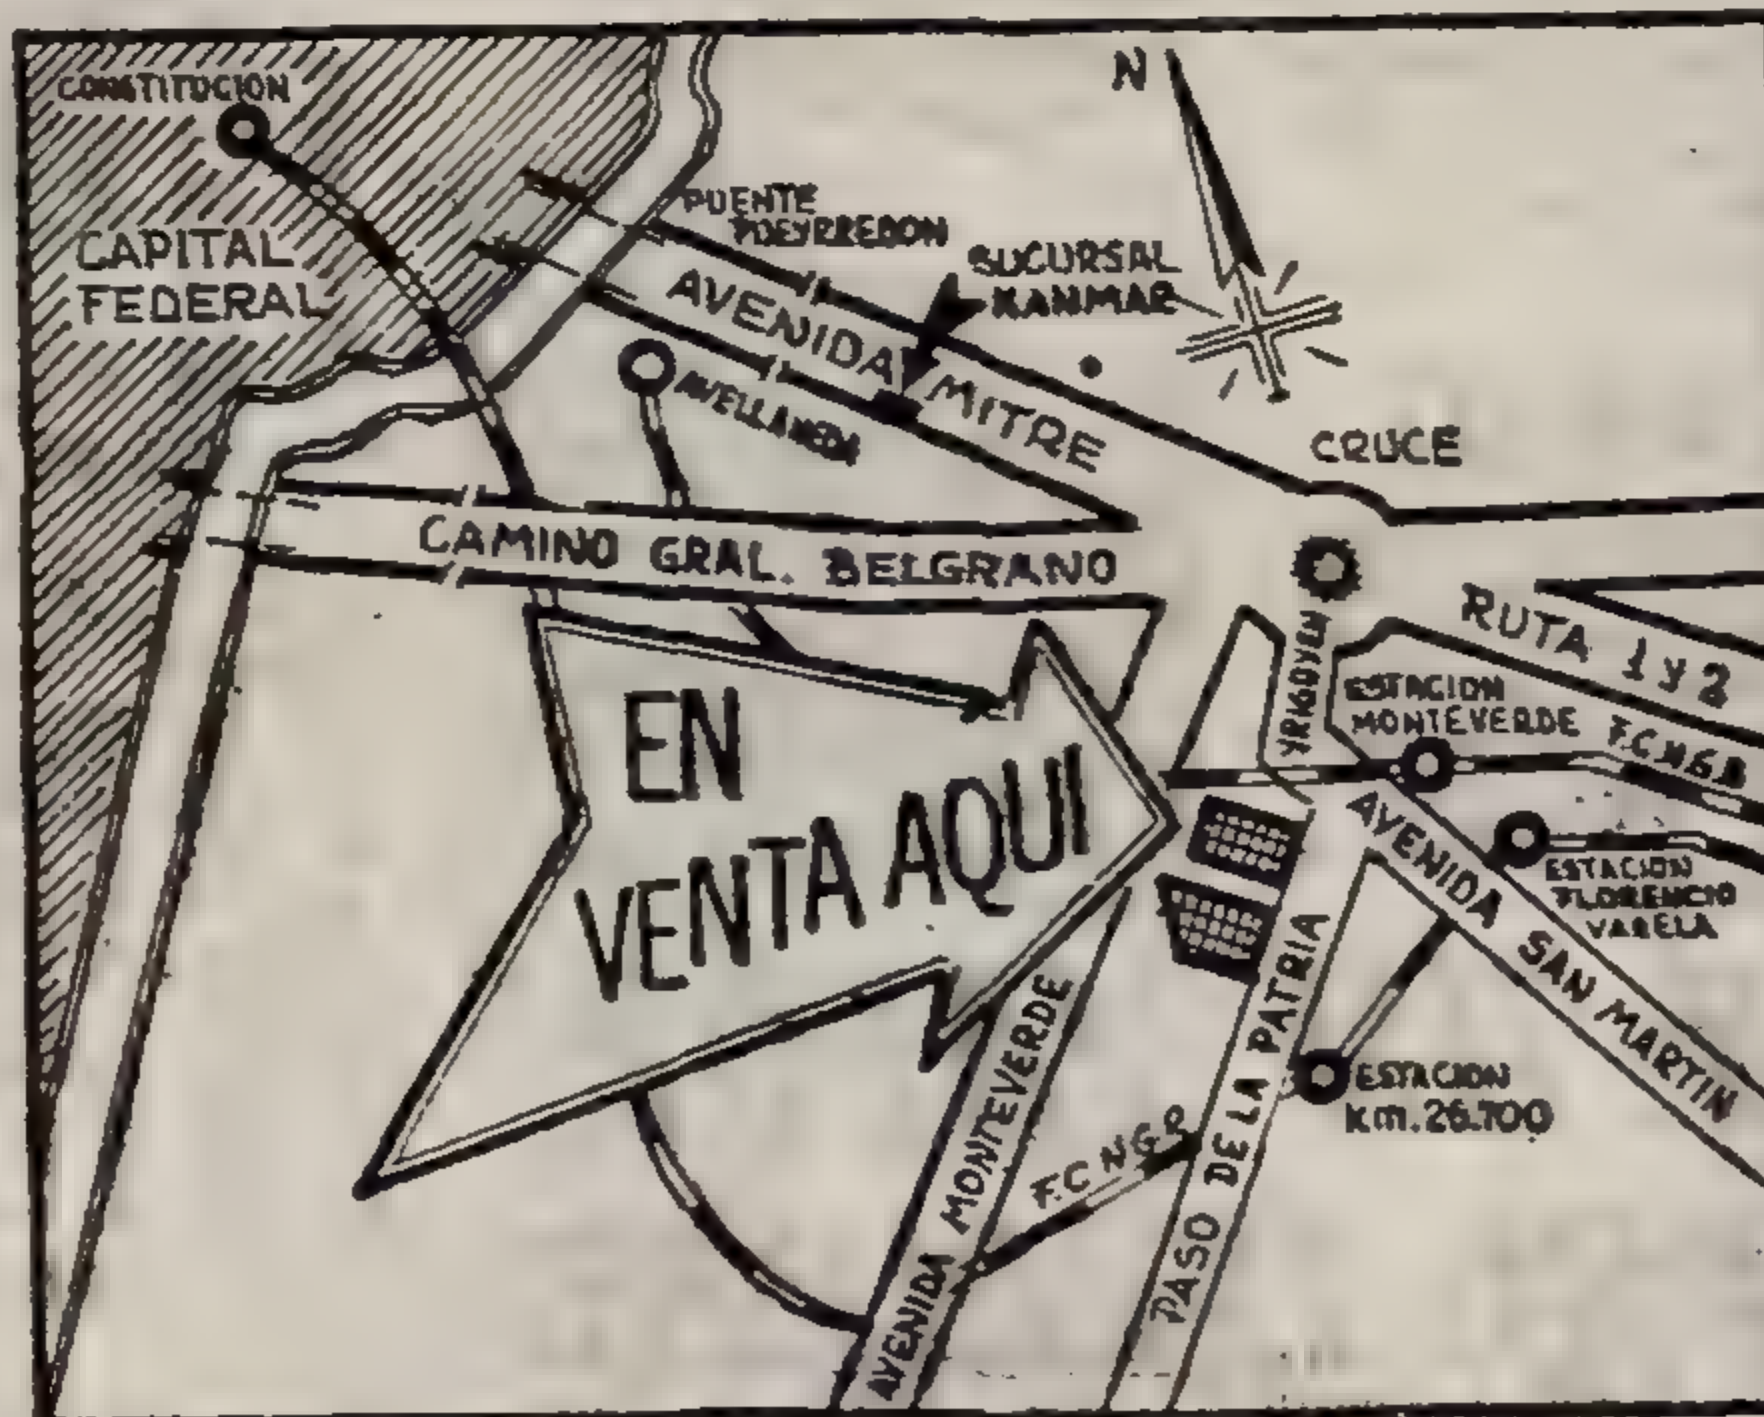 CONSTITUCION
CAPITAL
FEDERAL
N
PUENTE
PUEYRREDON
SUCURSAL
KANMAR
AVENIDA MITRE
AVELLANEDA
CRUCE
CAMINO GRAL. BELGRANO
RUTA 1 y 2
YRIGOYEN
ESTACION
MONTEVERDE
F.C.N.G.B
EN
VENTA AQUI
AVENIDA SAN MARTIN
ESTACION
FLORENCIO
VARELA
PASO DE LA PATRIA
AVENIDA MONTEVERDE
ESTACION
Km. 26.700
F.C N G R